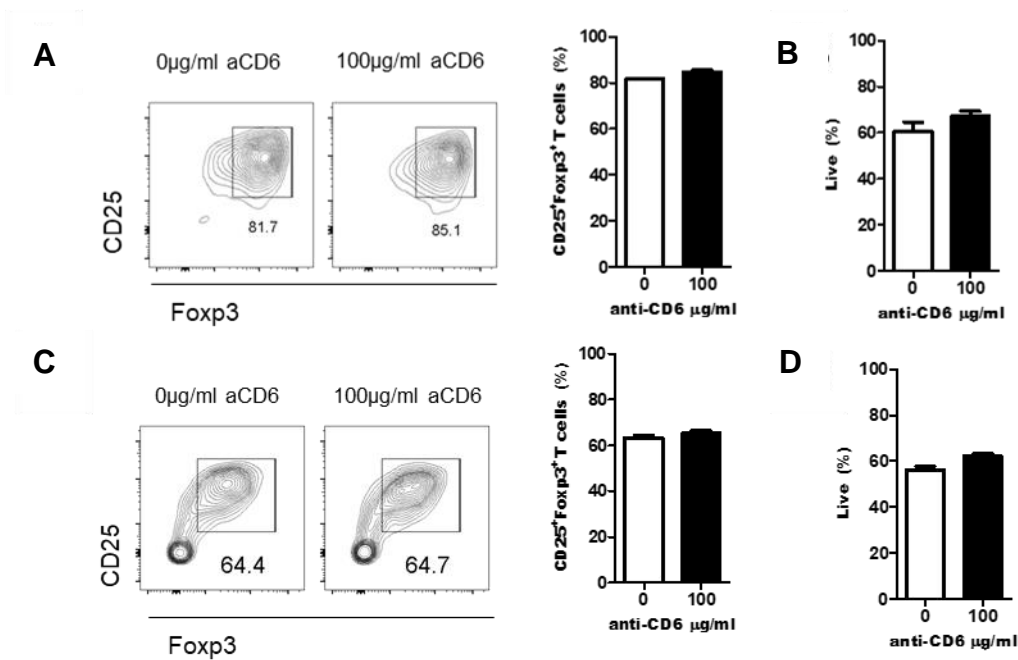 A
0µg/ml aCD6
100µg/ml aCD6
CD25
81.7
85.1
Foxp3
CD25⁺Foxp3⁺T cells (%)
100
80
60
40
20
0
0
100
anti-CD6 µg/ml
B
Live (%)
100
80
60
40
20
0
0
100
anti-CD6 µg/ml
C
0µg/ml aCD6
100µg/ml aCD6
CD25
64.4
64.7
Foxp3
CD25⁺Foxp3⁺T cells (%)
100
80
60
40
20
0
0
100
anti-CD6 µg/ml
D
Live (%)
100
80
60
40
20
0
0
100
anti-CD6 µg/ml